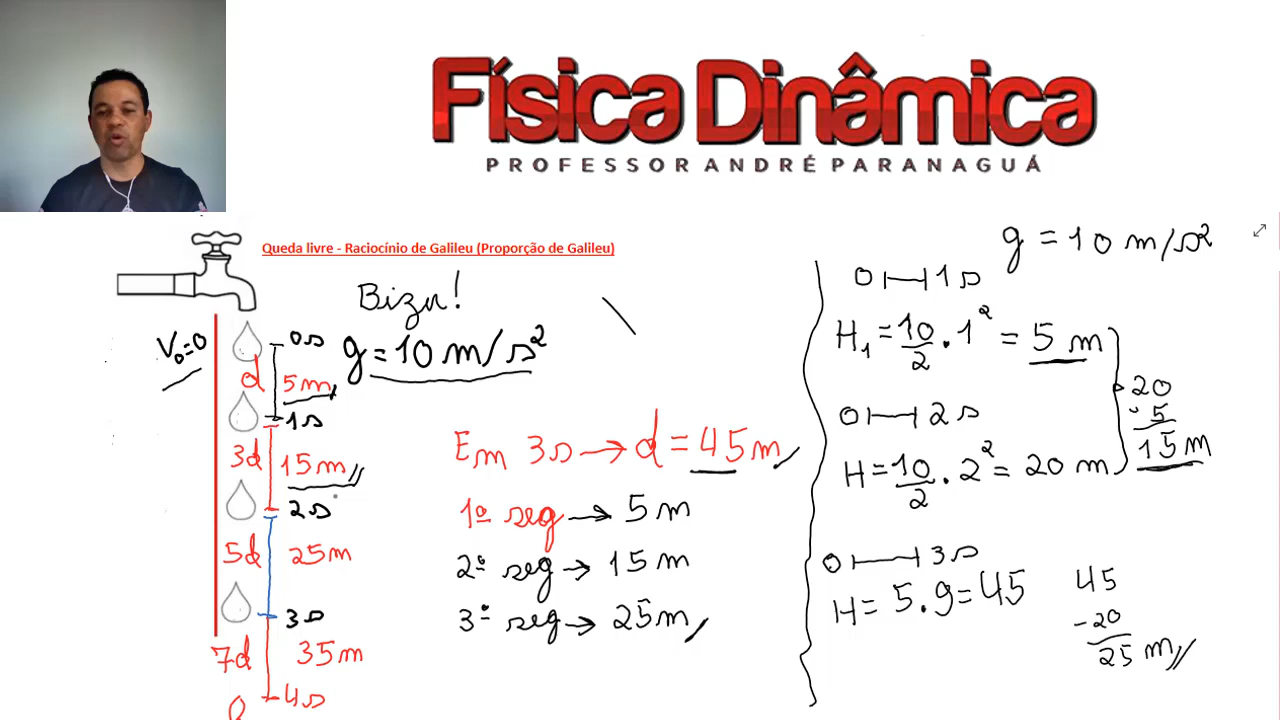 Física Dinâmica
PROFESSOR ANDRÉ PARANAGUÁ
Queda livre - Raciocínio de Galileu (Proporção de Galileu)
Bizu!
g = 10 m/s²
V₀=0
0s
d 5m
1s
3d 15m
2s
5d 25m
3s
7d 35m
4s
Em 3s → d = 45m
1º seg → 5m
2º seg → 15m
3º seg → 25m
g = 10 m/s²
0 1s
H₁ = 10/2 . 1² = 5 m
0 2s
H = 10/2 . 2² = 20 m
20
- 5
15m
0 3s
H = 5.9 = 45
45
-20
25 m